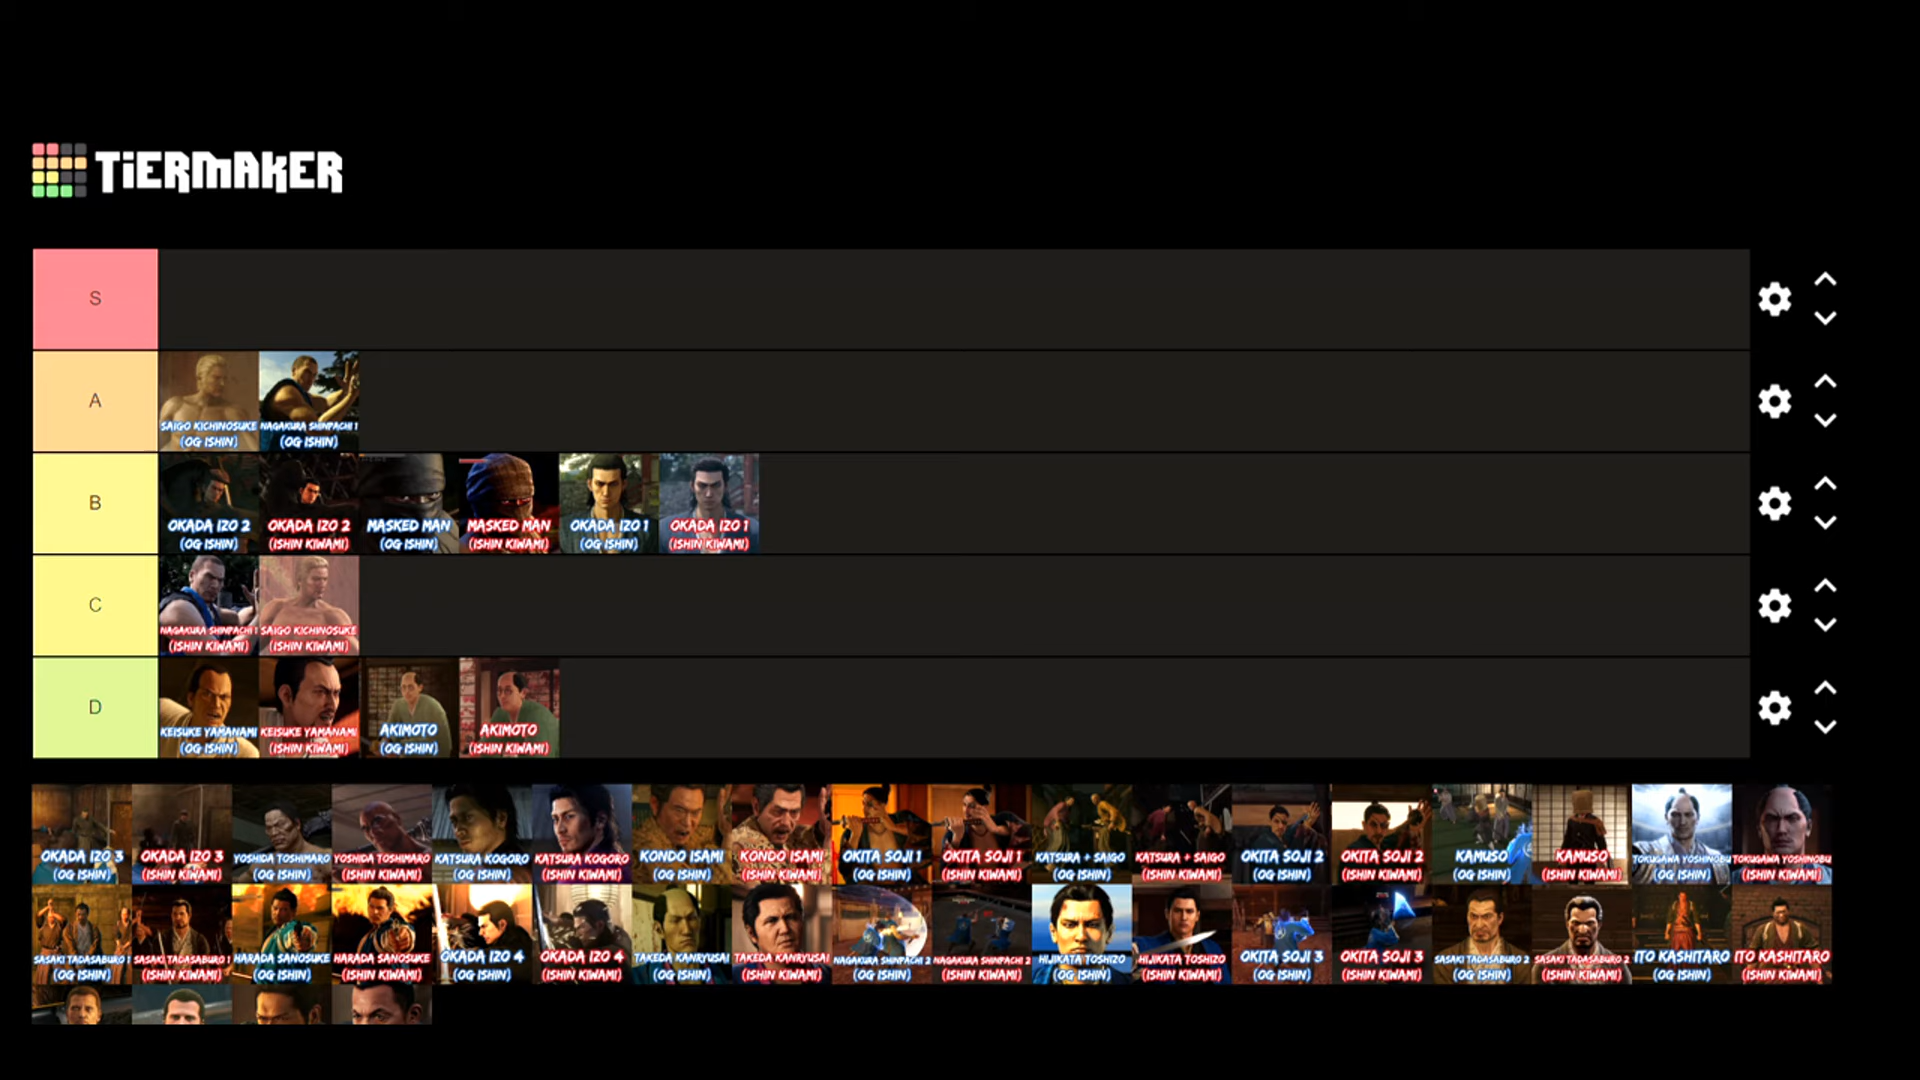 TiERMAKER
S
A
SAIGO KICHINOSUKE
(OG ISHIN)
NAGAKURA SHINPACHI 1
(OG ISHIN)
B
OKADA IZO 2
(OG ISHIN)
OKADA IZO 2
(ISHIN KIWAMI)
MASKED MAN
(OG ISHIN)
MASKED MAN
(ISHIN KIWAMI)
OKADA IZO 1
(OG ISHIN)
OKADA IZO 1
(ISHIN KIWAMI)
C
NAGAKURA SHINPACHI 1
(ISHIN KIWAMI)
SAIGO KICHINOSUKE
(ISHIN KIWAMI)
D
KEISUKE YAMANAMI
(OG ISHIN)
KEISUKE YAMANAMI
(ISHIN KIWAMI)
AKIMOTO
(OG ISHIN)
AKIMOTO
(ISHIN KIWAMI)
OKADA IZO 3
(OG ISHIN)
OKADA IZO 3
(ISHIN KIWAMI)
YOSHIDA TOSHIMARO
(OG ISHIN)
YOSHIDA TOSHIMARO
(ISHIN KIWAMI)
KATSURA KOGORO
(OG ISHIN)
KATSURA KOGORO
(ISHIN KIWAMI)
KONDO ISAMI
(OG ISHIN)
KONDO ISAMI
(ISHIN KIWAMI)
OKITA SOJI 1
(OG ISHIN)
OKITA SOJI 1
(ISHIN KIWAMI)
KATSURA + SAIGO
(OG ISHIN)
KATSURA + SAIGO
(ISHIN KIWAMI)
OKITA SOJI 2
(OG ISHIN)
OKITA SOJI 2
(ISHIN KIWAMI)
KAMUSO
(OG ISHIN)
KAMUSO
(ISHIN KIWAMI)
TOKUGAWA YOSHINOBU
(OG ISHIN)
TOKUGAWA YOSHINOBU
(ISHIN KIWAMI)
SASAKI TADASABURO 1
(OG ISHIN)
SASAKI TADASABURO 1
(ISHIN KIWAMI)
HARADA SANOSUKE
(OG ISHIN)
HARADA SANOSUKE
(ISHIN KIWAMI)
OKADA IZO 4
(OG ISHIN)
OKADA IZO 4
(ISHIN KIWAMI)
TAKEDA KANRYUSAI
(OG ISHIN)
TAKEDA KANRYUSAI
(ISHIN KIWAMI)
NAGAKURA SHINPACHI 2
(OG ISHIN)
NAGAKURA SHINPACHI 2
(ISHIN KIWAMI)
HIJIKATA TOSHIZO
(OG ISHIN)
HIJIKATA TOSHIZO
(ISHIN KIWAMI)
OKITA SOJI 3
(OG ISHIN)
OKITA SOJI 3
(ISHIN KIWAMI)
SASAKI TADASABURO 2
(OG ISHIN)
SASAKI TADASABURO 2
(ISHIN KIWAMI)
ITO KASHITARO
(OG ISHIN)
ITO KASHITARO
(ISHIN KIWAMI)